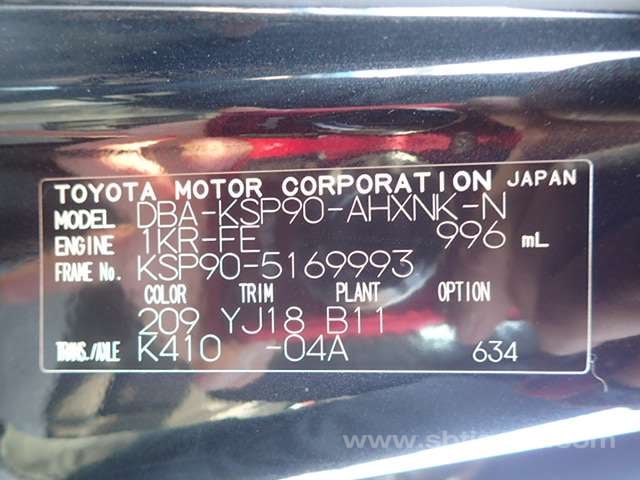 TOYOTA MOTOR CORPORATION JAPAN
MODEL DBA-KSP90-AHXNK-N
ENGINE 1KR-FE 996 mL
FRAME No. KSP90-5169993
COLOR TRIM PLANT OPTION
209 YJ18 B11
TRANS./AXLE K410 -04A 634